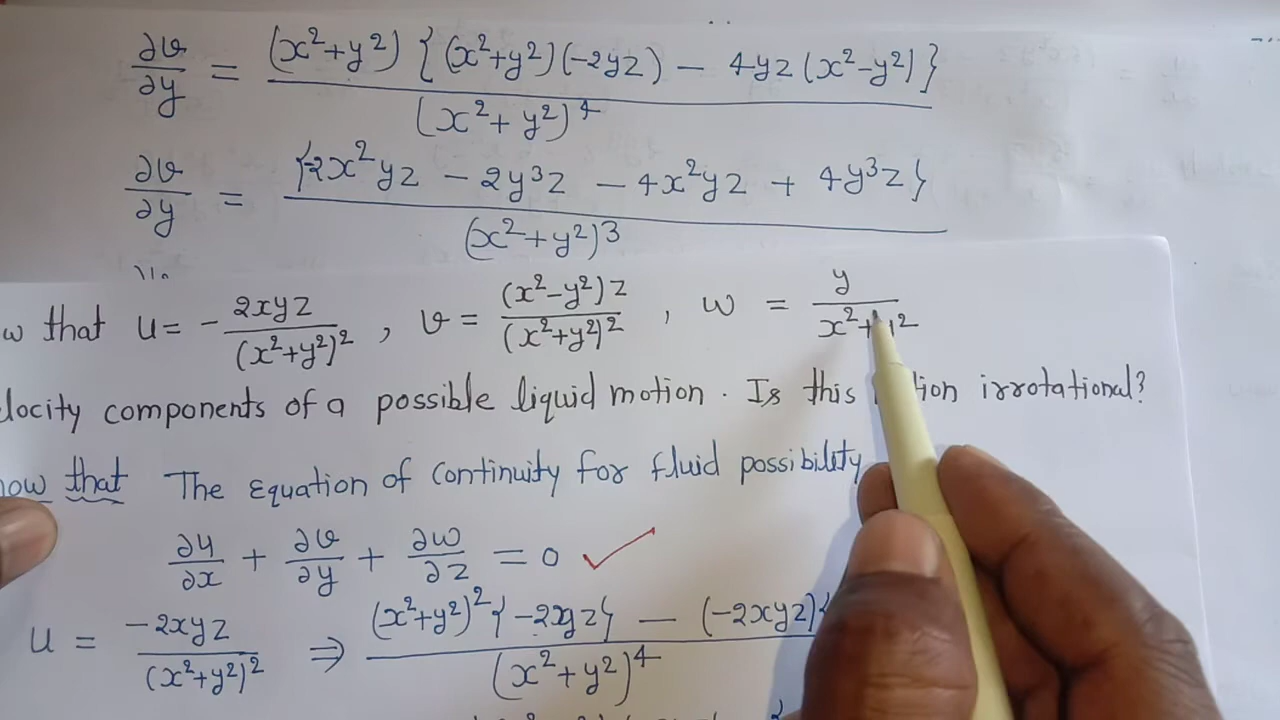 ∂v/∂y = (x²+y²) {(x²+y²)(-2yz) - 4yz(x²-y²)} / (x²+y²)⁴
∂v/∂y = {-2x²yz - 2y³z - 4x²yz + 4y³z} / (x²+y²)³
that u = - 2xyz / (x²+y²)² , v = (x²-y²)z / (x²+y²)² , w = y / x²+y²
components of a possible liquid motion. Is this irrotational?
that The Equation of Continuity for fluid possibility
∂u/∂x + ∂v/∂y + ∂w/∂z = 0 ✓
u = -2xyz / (x²+y²)² ⇒ (x²+y²)² {-2yz} - (-2xyz){ / (x²+y²)⁴